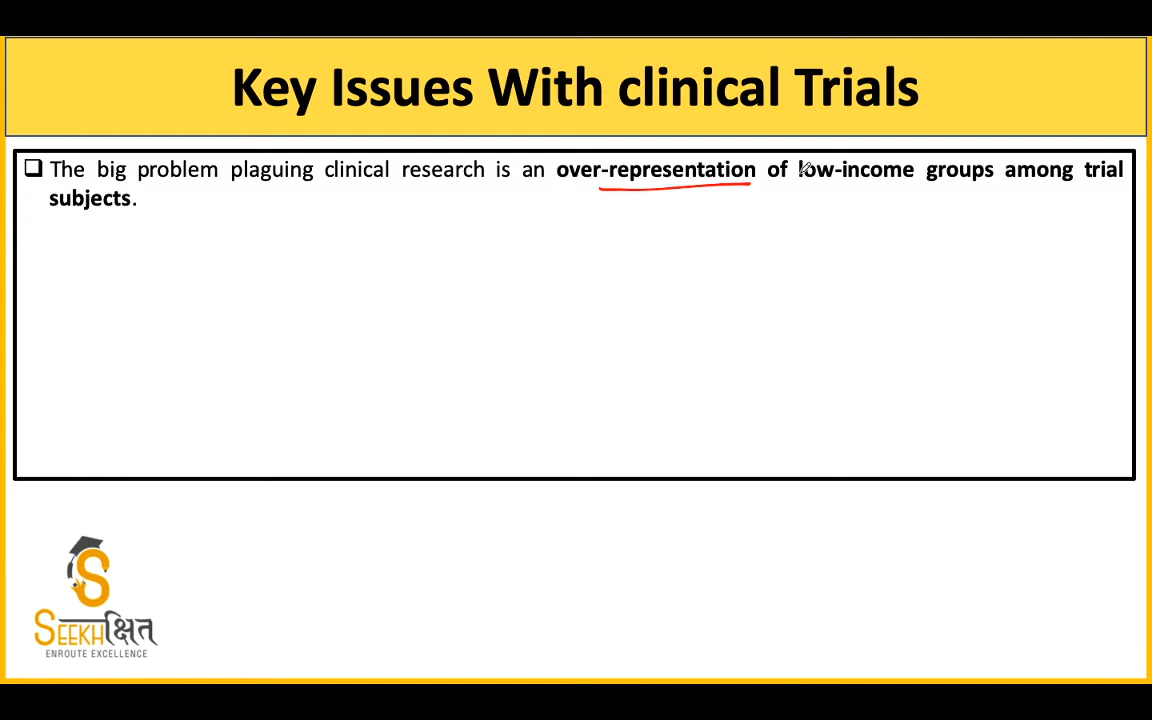 Key Issues With clinical Trials
The big problem plaguing clinical research is an over-representation of low-income groups among trial
subjects.
S
SEEKHक्षित
ENROUTE EXCELLENCE